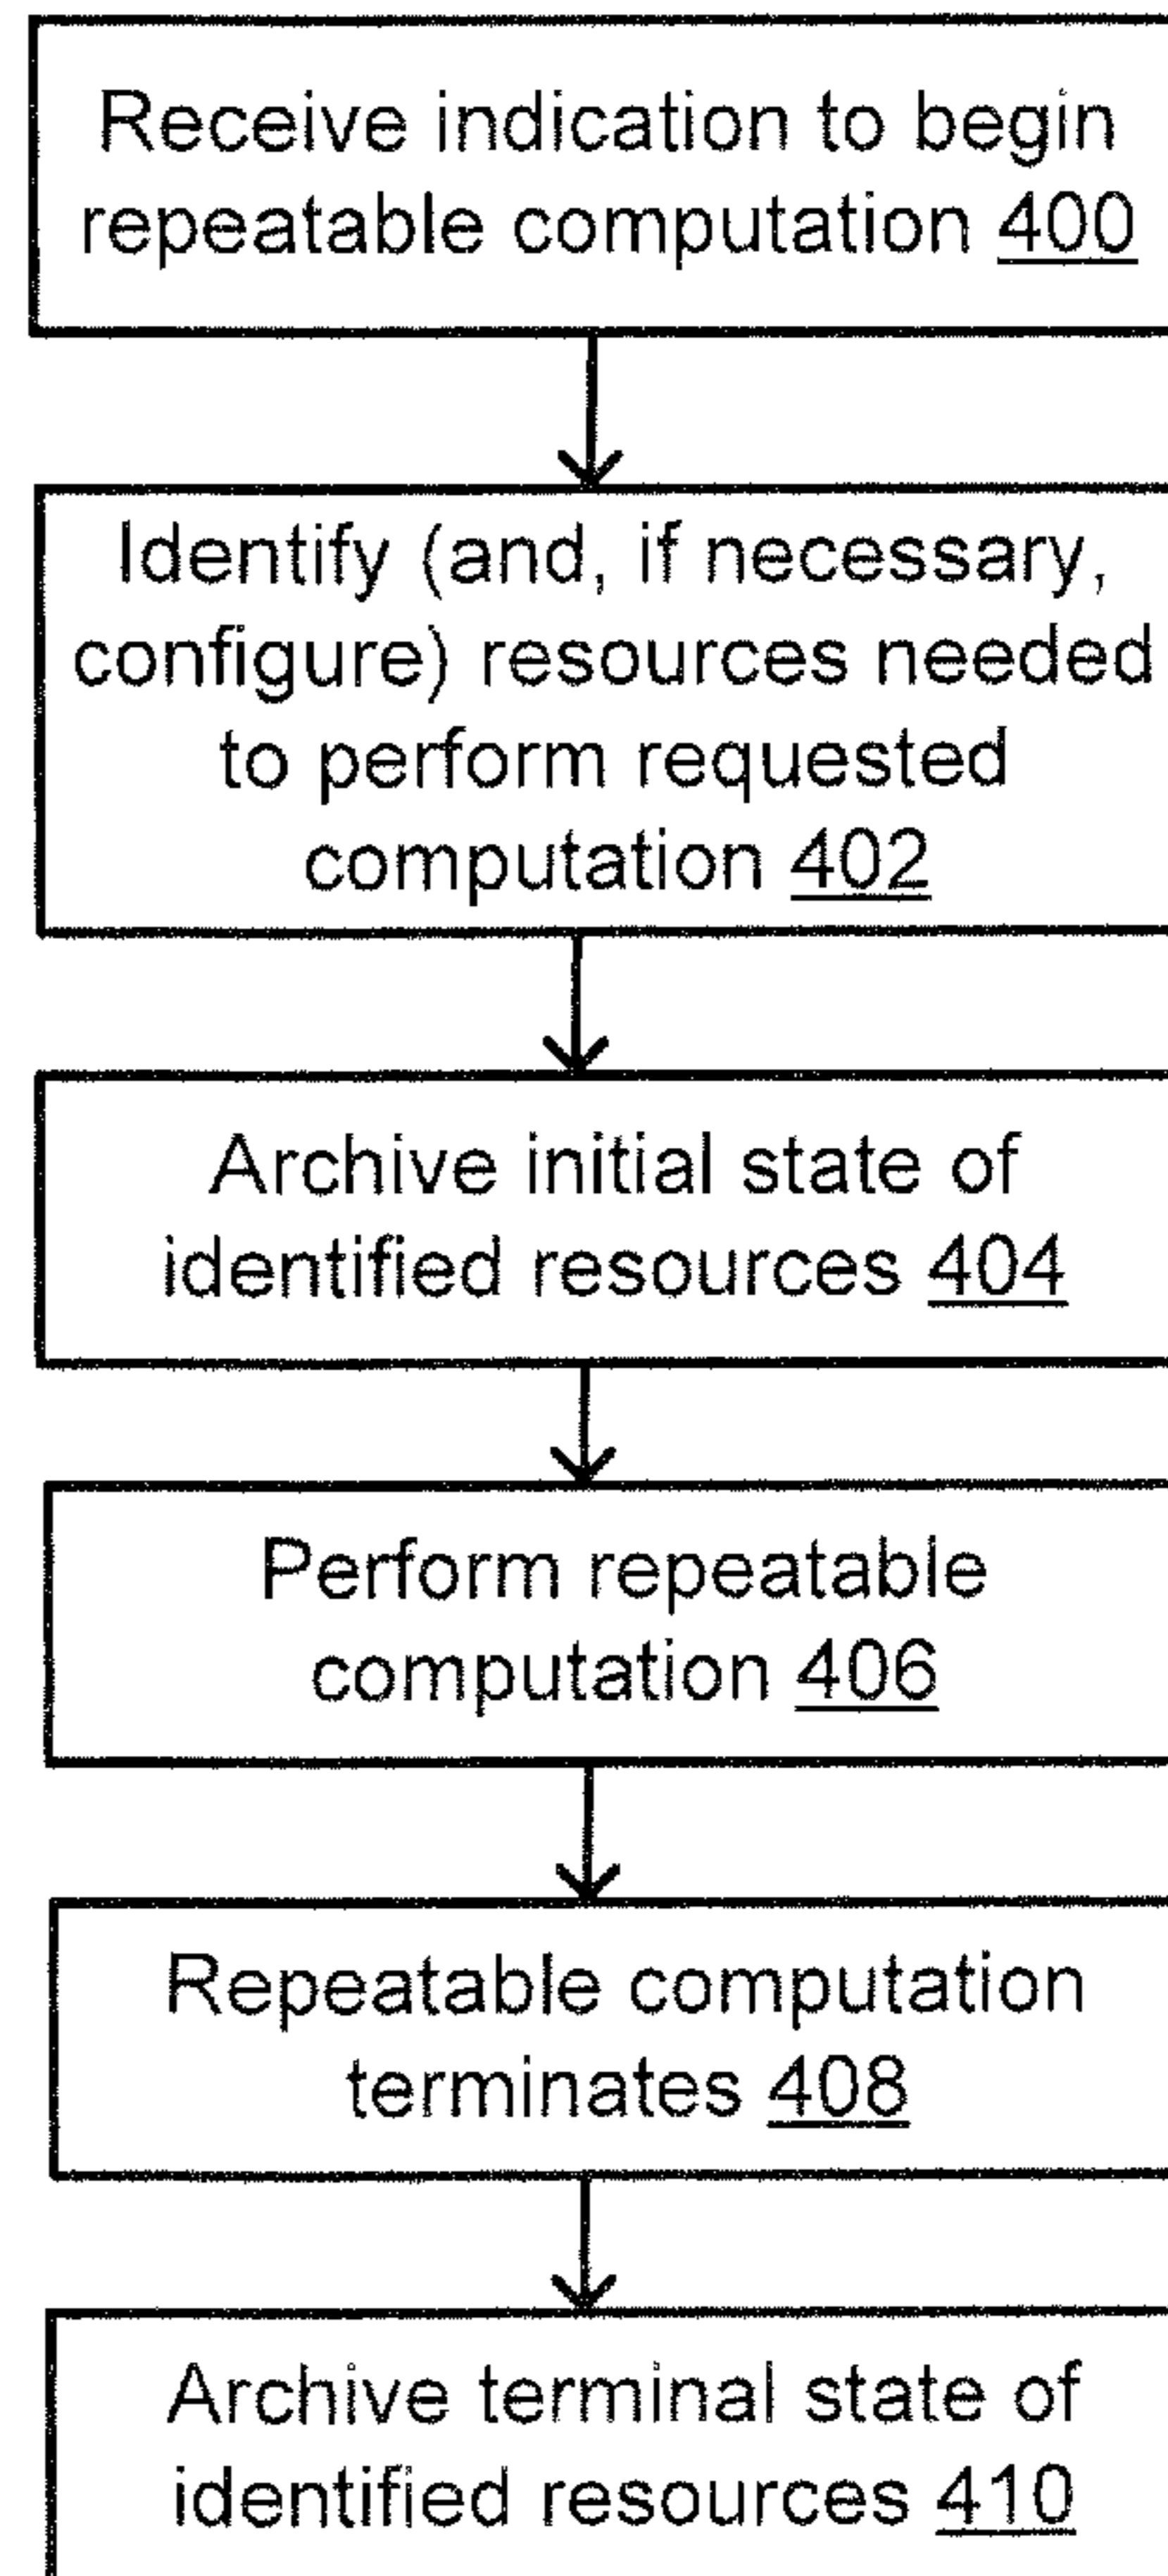 Receive indication to begin
repeatable computation 400
Identify (and, if necessary,
configure) resources needed
to perform requested
computation 402
Archive initial state of
identified resources 404
Perform repeatable
computation 406
Repeatable computation
terminates 408
Archive terminal state of
identified resources 410